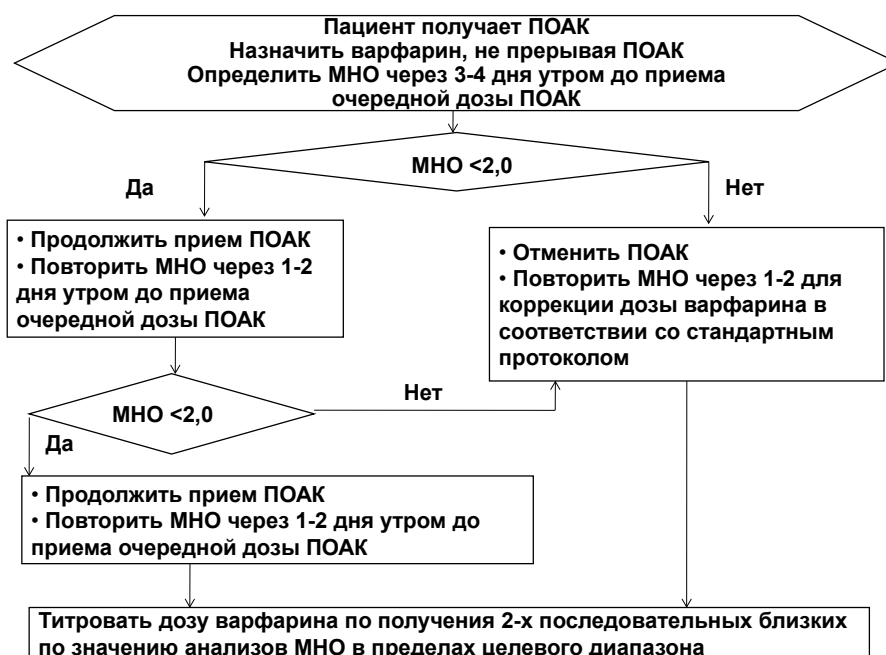 Пациент получает ПОАК
Назначить варфарин, не прерывая ПОАК
Определить МНО через 3-4 дня утром до приема
очередной дозы ПОАК
МНО <2,0
Да
Нет
• Продолжить прием ПОАК
• Повторить МНО через 1-2
дня утром до приема
очередной дозы ПОАК
• Отменить ПОАК
• Повторить МНО через 1-2 для
коррекции дозы варфарина в
соответствии со стандартным
протоколом
МНО <2,0
Нет
Да
• Продолжить прием ПОАК
• Повторить МНО через 1-2 дня утром до
приема очередной дозы ПОАК
Титровать дозу варфарина по получения 2-х последовательных близких
по значению анализов МНО в пределах целевого диапазона